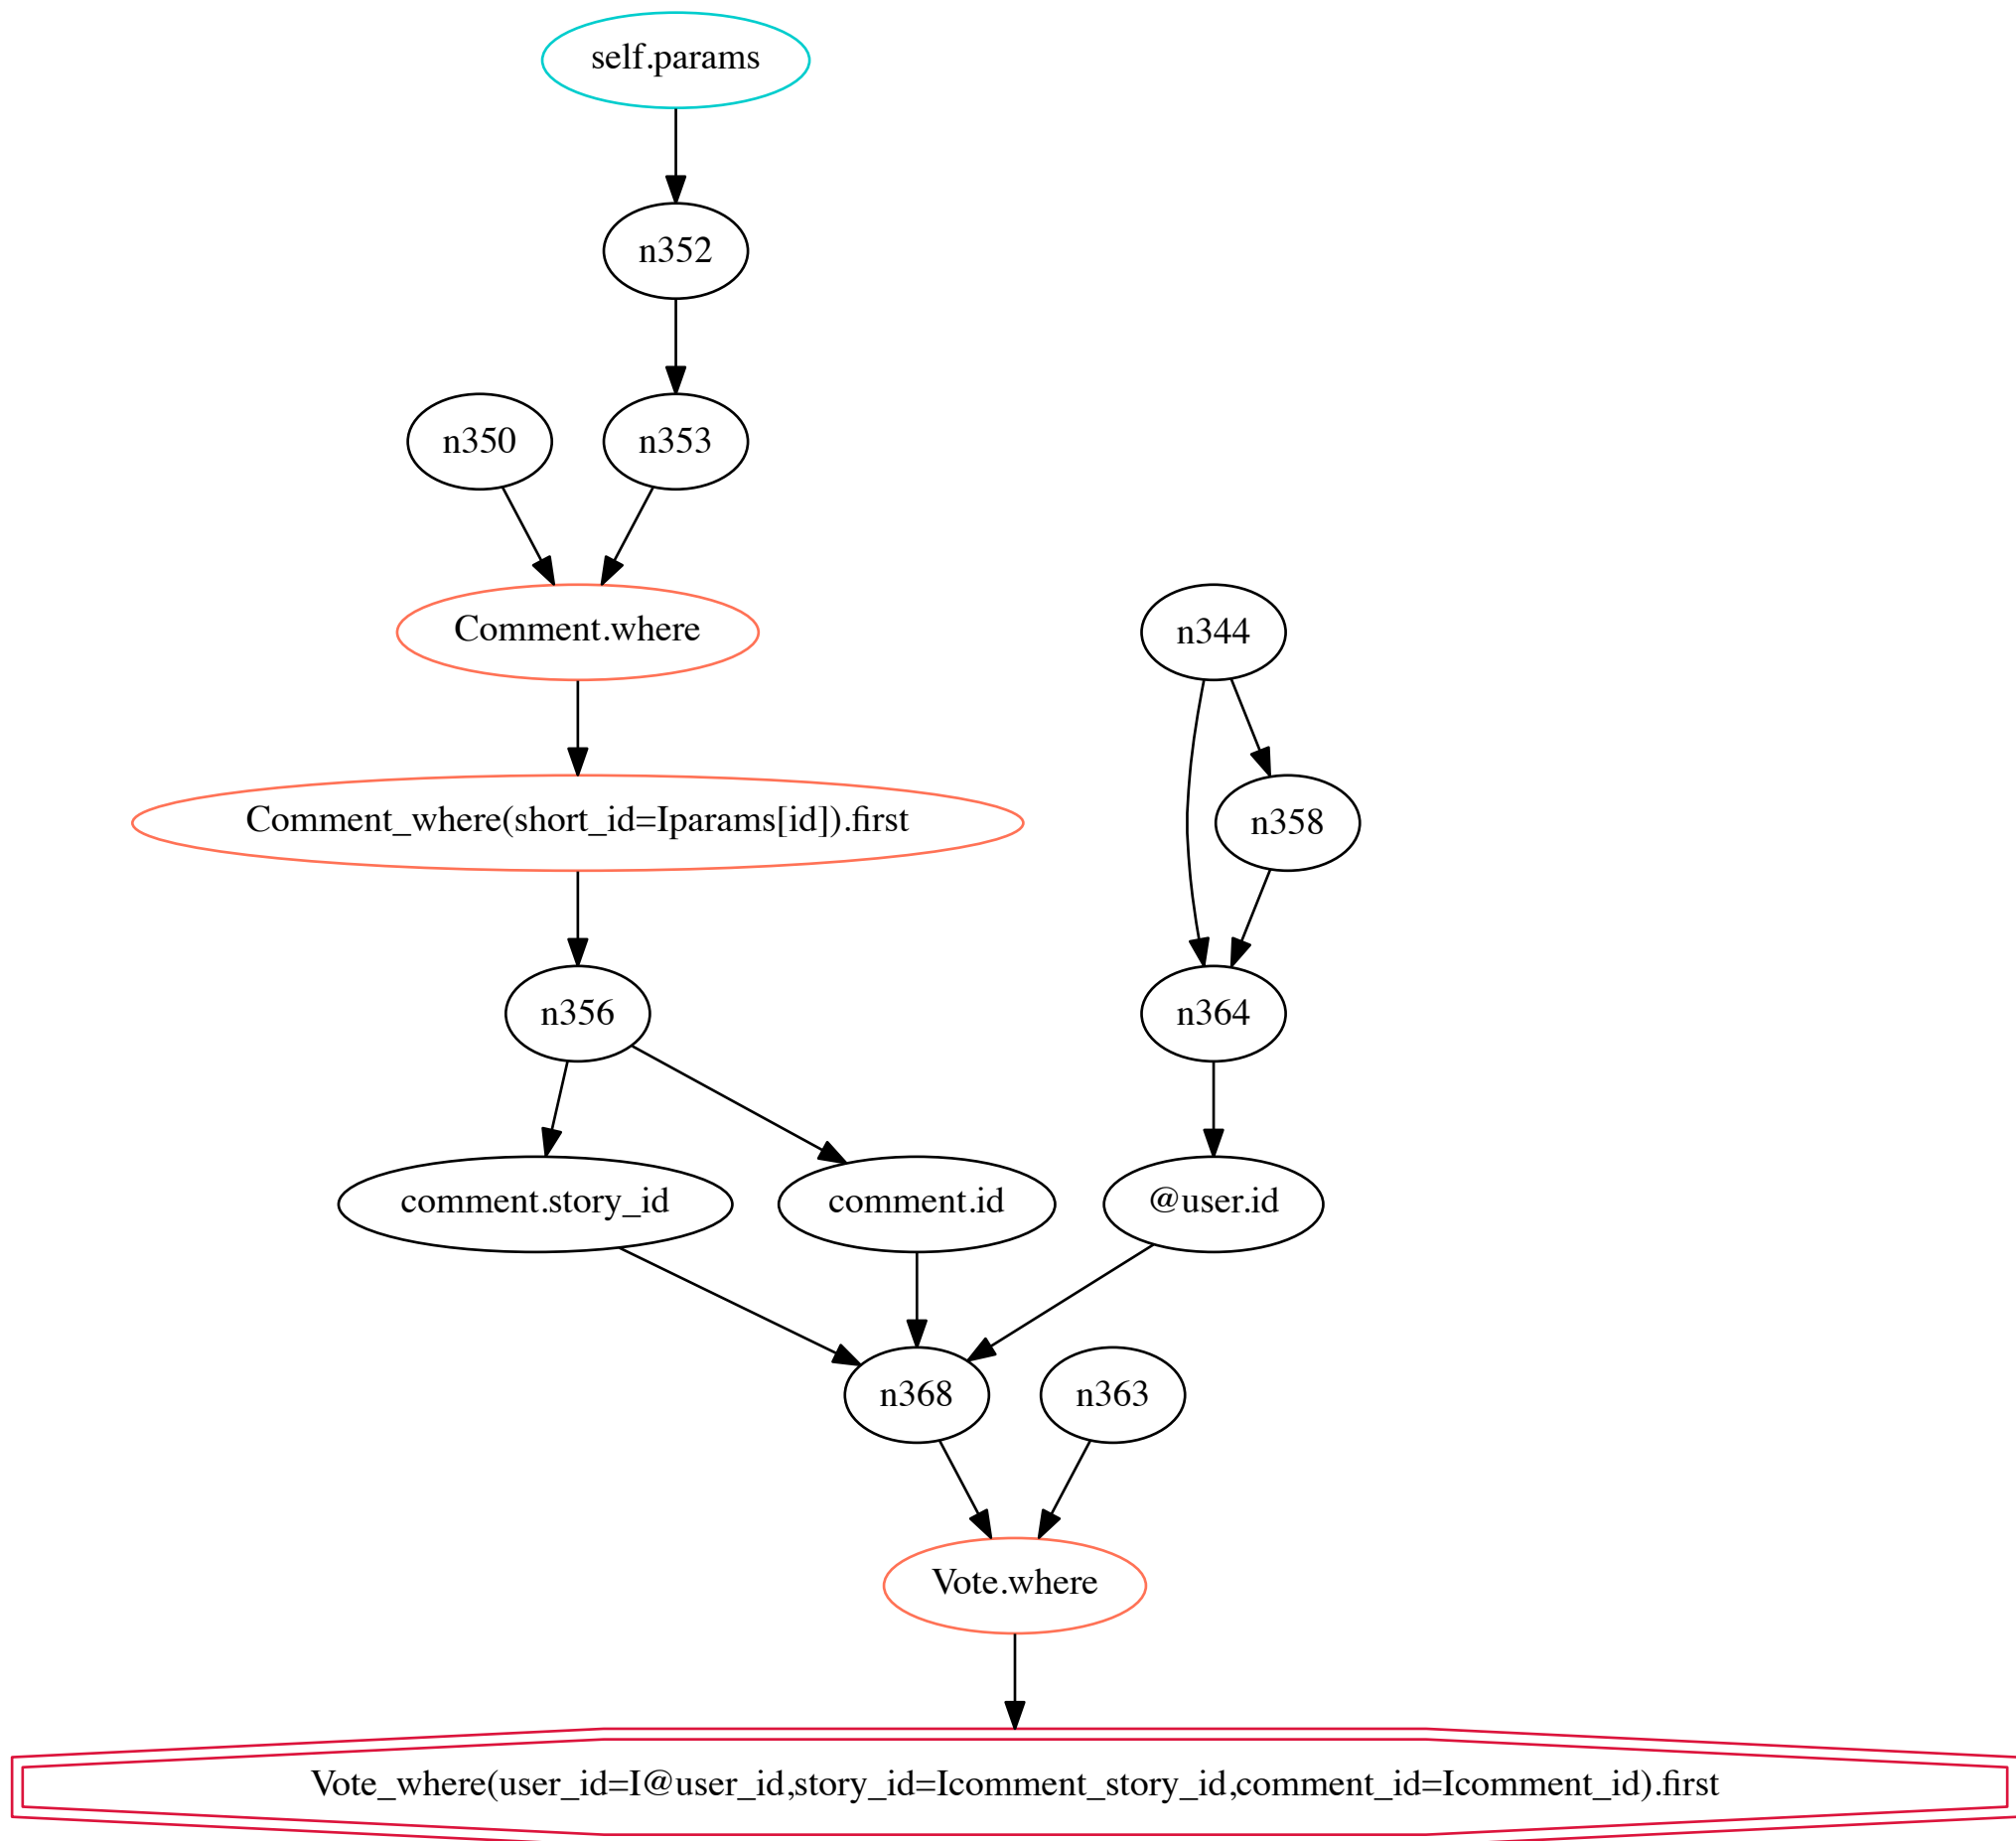 self.params
n352
n350
n353
Comment.where
n344
Comment_where(short_id=Iparams[id]).first
n358
n356
n364
comment.story_id
comment.id
@user.id
n368
n363
Vote.where
Vote_where(user_id=I@user_id,story_id=Icomment_story_id,comment_id=Icomment_id).first